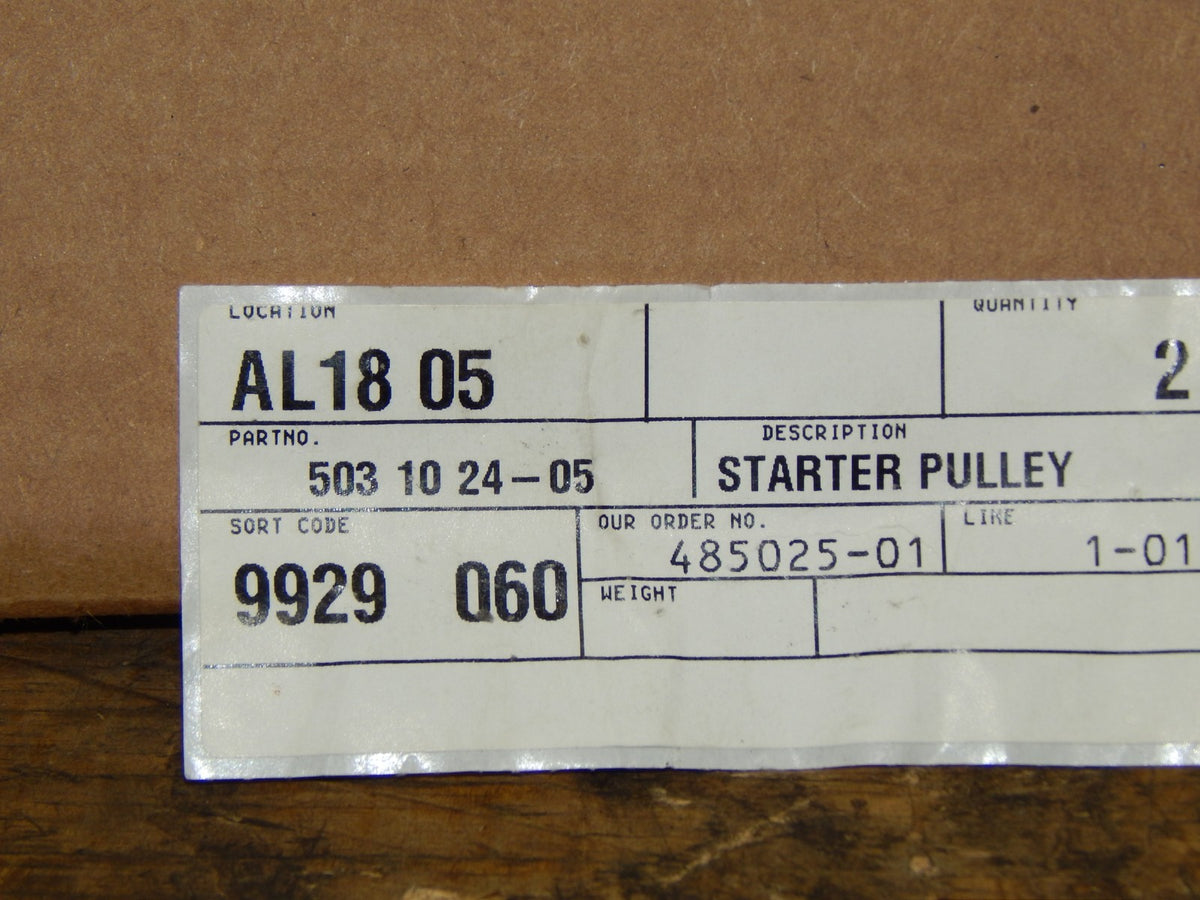 LOCATION QUANTITY
AL18 05 2
PARTNO. DESCRIPTION
503 10 24-05 STARTER PULLEY
SORT CODE OUR ORDER NO. LINE
9929 Q60 485025-01 1-01
WEIGHT